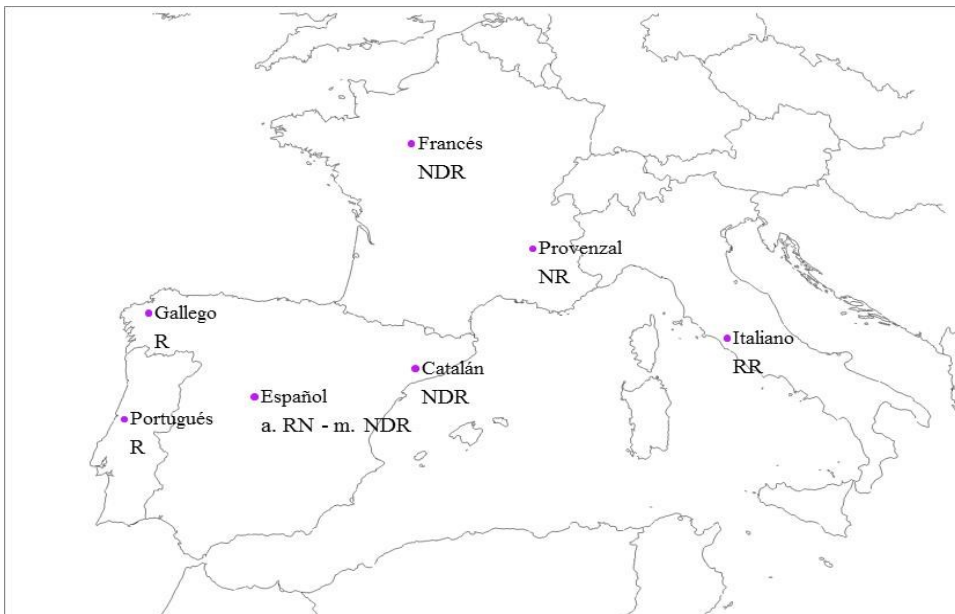 Francés
NDR
Provenzal
NR
Gallego
R
Italiano
RR
Catalán
NDR
Español
a. RN - m. NDR
Portugués
R